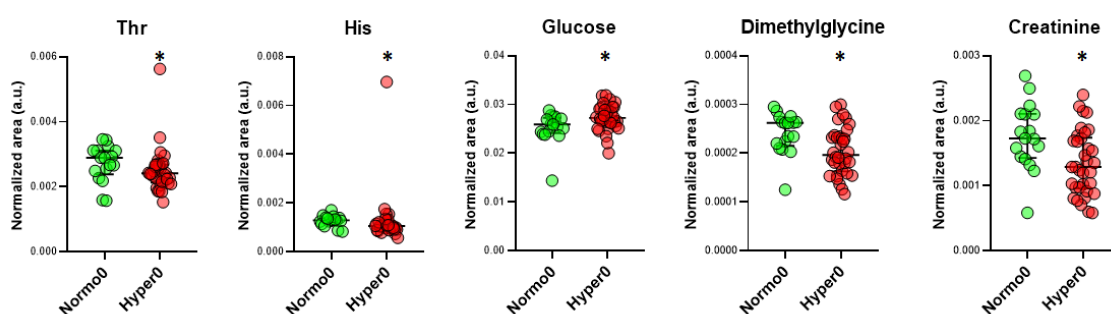 Thr
*
Normalized area (a.u.)
0.006
0.004
0.002
0.000
Normo0
Hyper0
His
*
Normalized area (a.u.)
0.008
0.006
0.004
0.002
0.000
Normo0
Hyper0
Glucose
*
Normalized area (a.u.)
0.04
0.03
0.02
0.01
0.00
Normo0
Hyper0
Dimethylglycine
*
Normalized area (a.u.)
0.0004
0.0003
0.0002
0.0001
0.0000
Normo0
Hyper0
Creatinine
*
Normalized area (a.u.)
0.003
0.002
0.001
0.000
Normo0
Hyper0